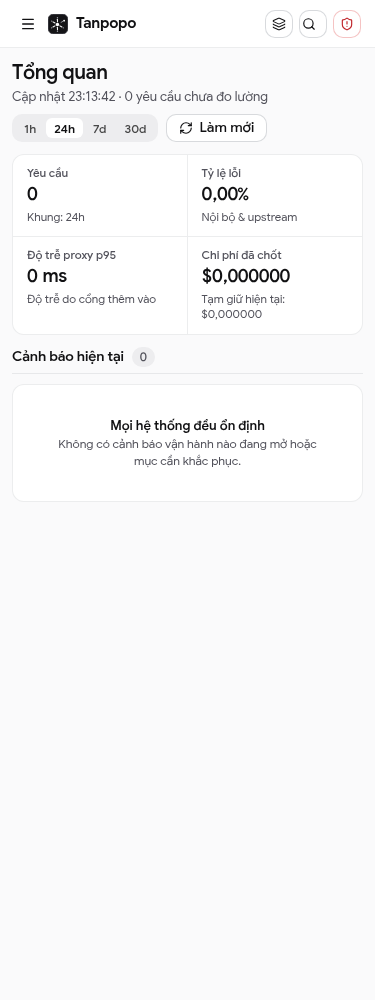 Tanpopo
Tổng quan
Cập nhật 23:13:42 · 0 yêu cầu chưa đo lường
1h 24h 7d 30d Làm mới
Yêu cầu
0
Khung: 24h
Tỷ lệ lỗi
0,00%
Nội bộ & upstream
Độ trễ proxy p95
0 ms
Độ trễ do cổng thêm vào
Chi phí đã chốt
$0,000000
Tạm giữ hiện tại:
$0,000000
Cảnh báo hiện tại 0
Mọi hệ thống đều ổn định
Không có cảnh báo vận hành nào đang mở hoặc
mục cần khắc phục.